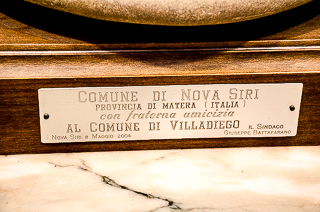 COMUNE DI NOVA SIRI
PROVINCIA DI MATERA (ITALIA)
con fraterna amicizia
AL COMUNE DI VILLADIEGO IL SINDACO
NOVA SIRI 8 MAGGIO 2004 GIUSEPPE BATTAFARANO